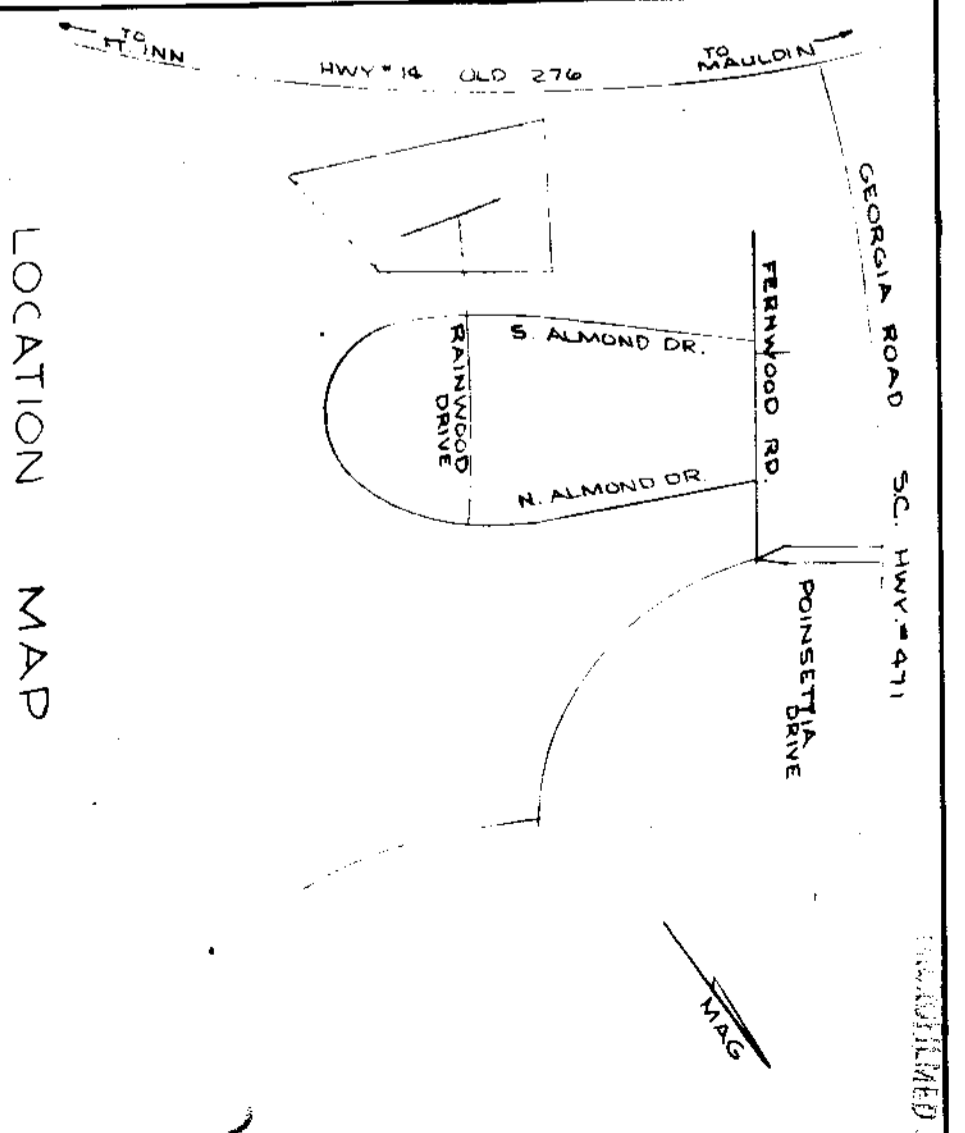 TO
FT. INN
HWY # 14 OLD 276
TO
MAULDIN
GEORGIA ROAD S.C. HWY. # 471
FERNWOOD RD.
S. ALMOND DR.
RAINWOOD
DRIVE
N. ALMOND DR.
POINSETTIA
DRIVE
MAG
LOCATION MAP